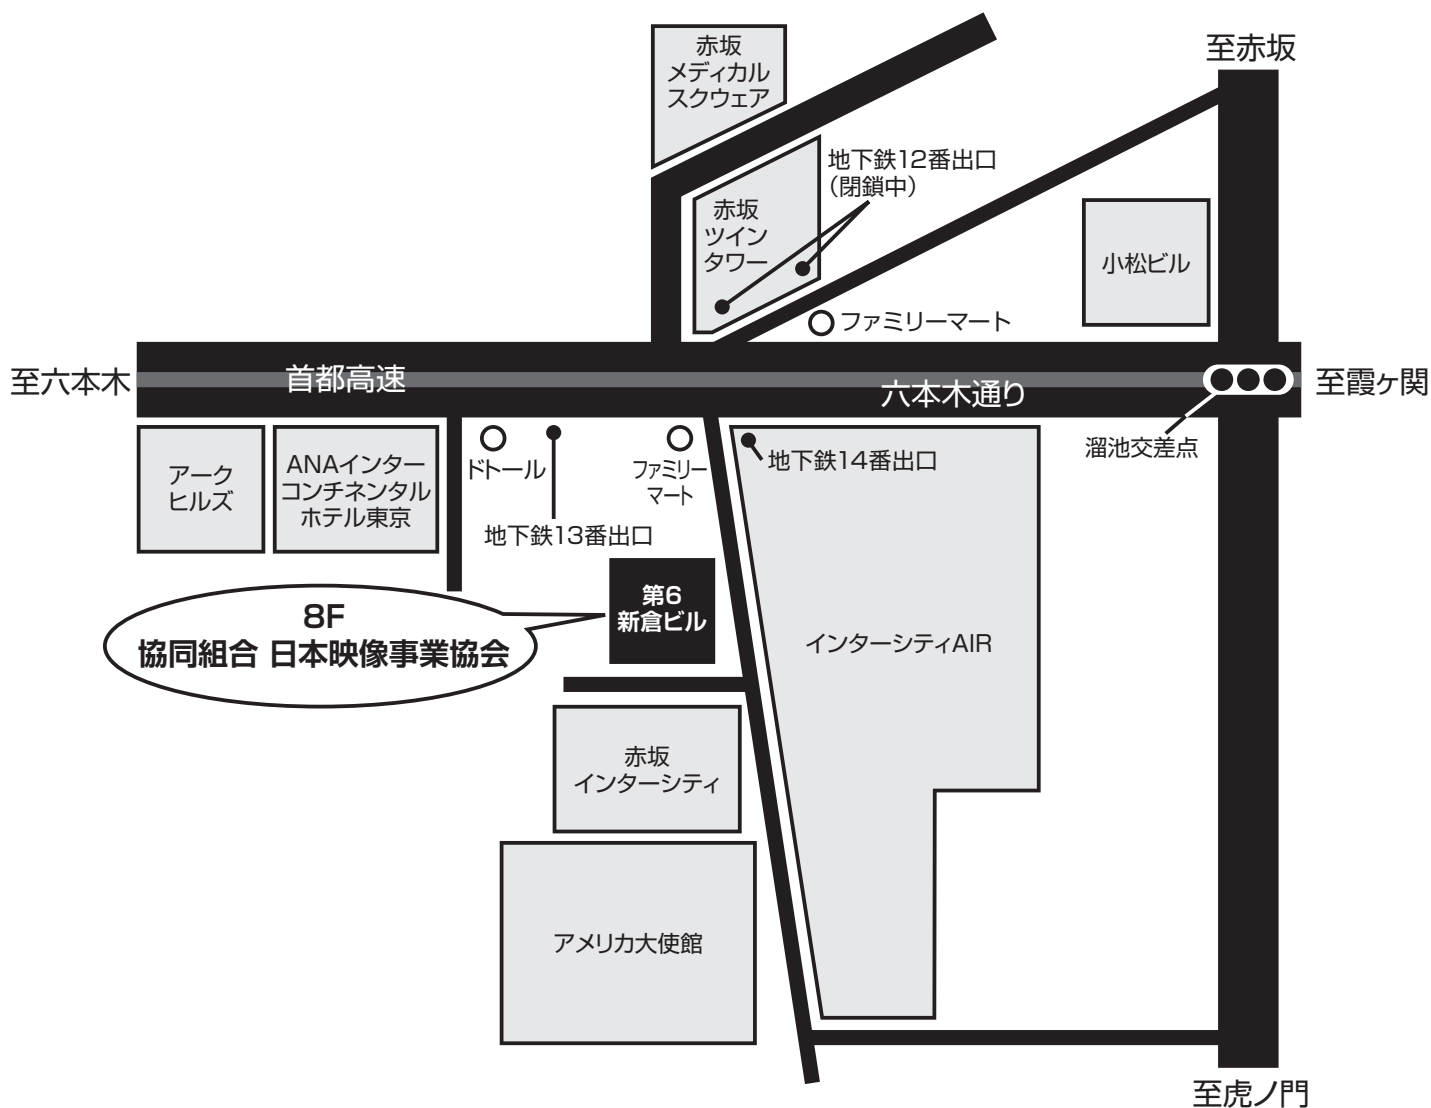 赤坂
メディカル
スクウェア
至赤坂
地下鉄12番出口
(閉鎖中)
赤坂
ツイン
タワー
小松ビル
ファミリーマート
至六本木
首都高速
六本木通り
至霞ヶ関
溜池交差点
アーク
ヒルズ
ANAインター
コンチネンタル
ホテル東京
ドトール
ファミリー
マート
地下鉄14番出口
地下鉄13番出口
第6
新倉ビル
8F
協同組合 日本映像事業協会
インターシティAIR
赤坂
インターシティ
アメリカ大使館
至虎ノ門